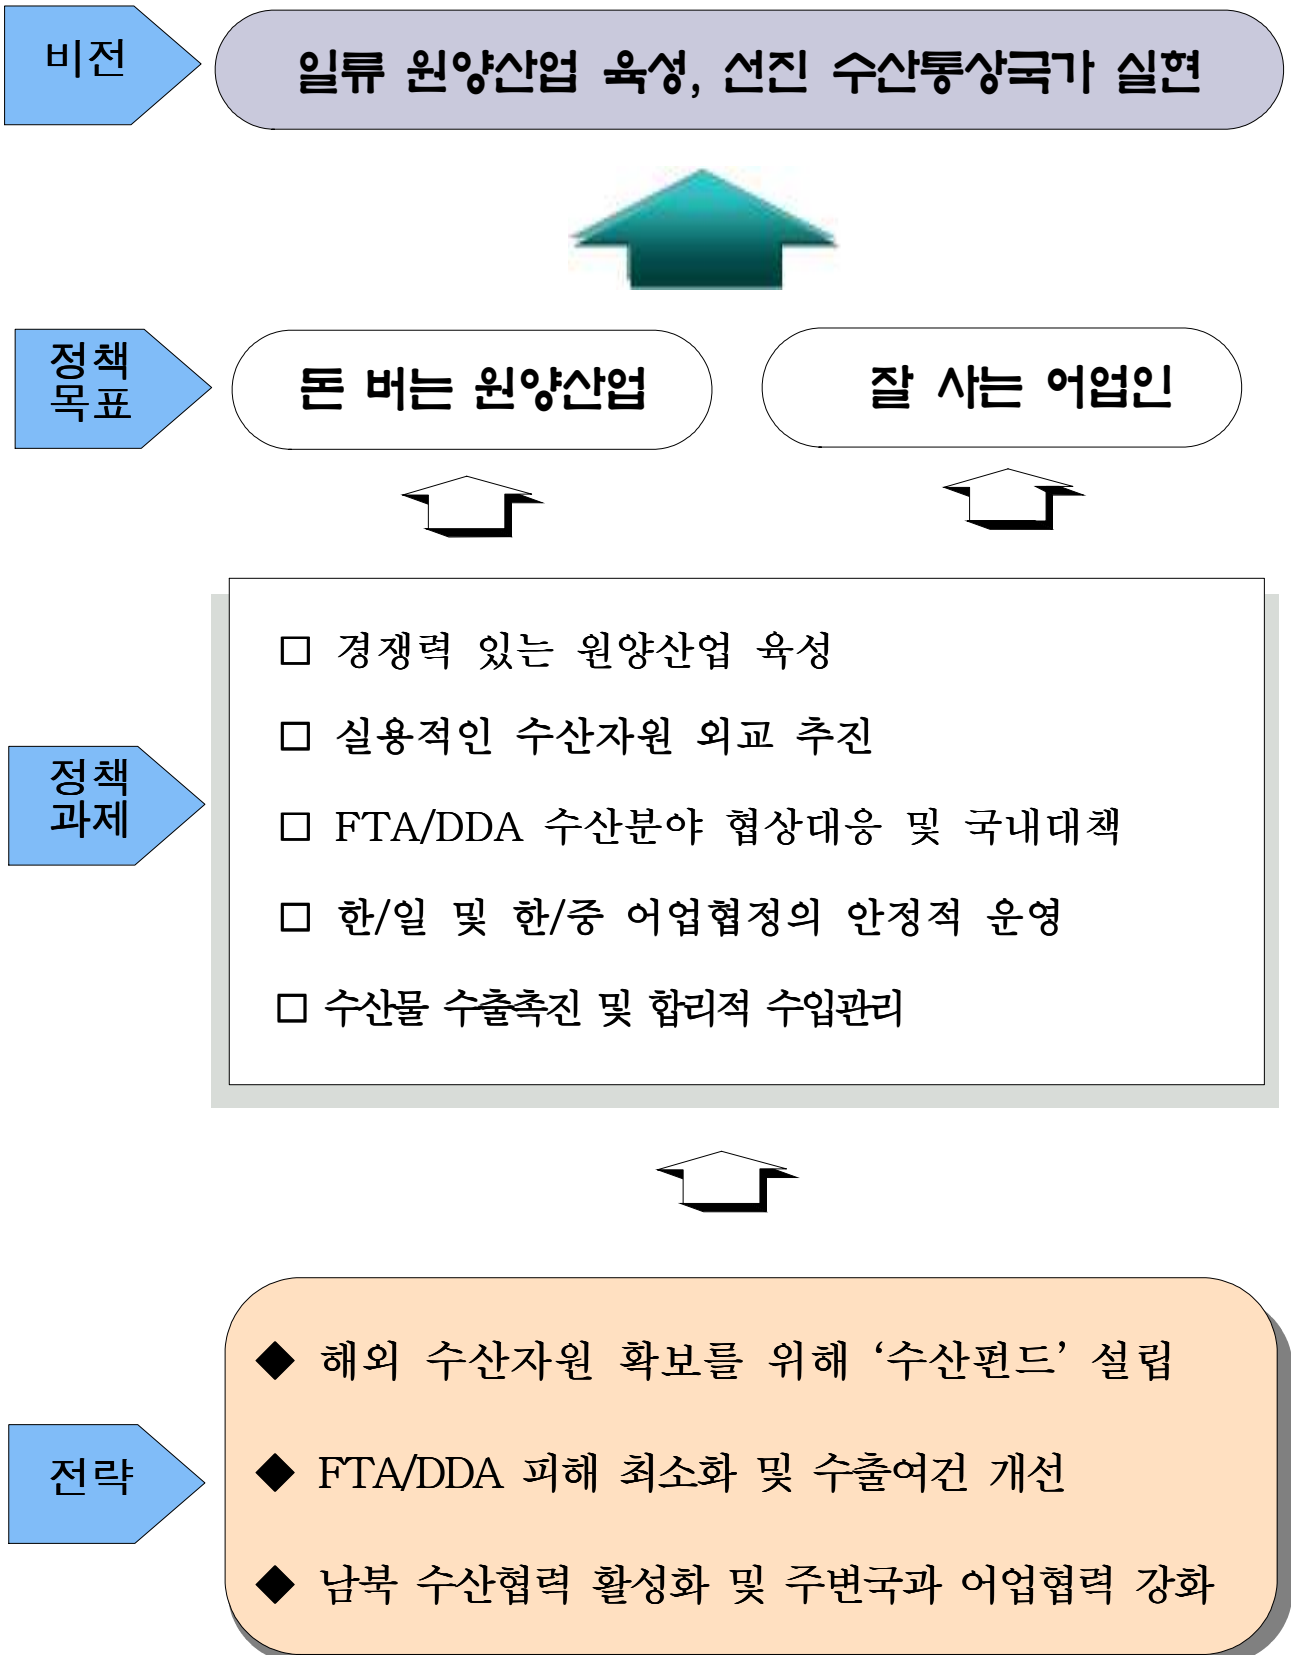 비전
일류 원양산업 육성, 선진 수산통상국가 실현
정책
목표
돈 버는 원양산업
잘 사는 어업인
정책
과제
□ 경쟁력 있는 원양산업 육성
□ 실용적인 수산자원 외교 추진
□ FTA/DDA 수산분야 협상대응 및 국내대책
□ 한/일 및 한/중 어업협정의 안정적 운영
□ 수산물 수출촉진 및 합리적 수입관리
전략
◆ 해외 수산자원 확보를 위해 ‘수산펀드’ 설립
◆ FTA/DDA 피해 최소화 및 수출여건 개선
◆ 남북 수산협력 활성화 및 주변국과 어업협력 강화